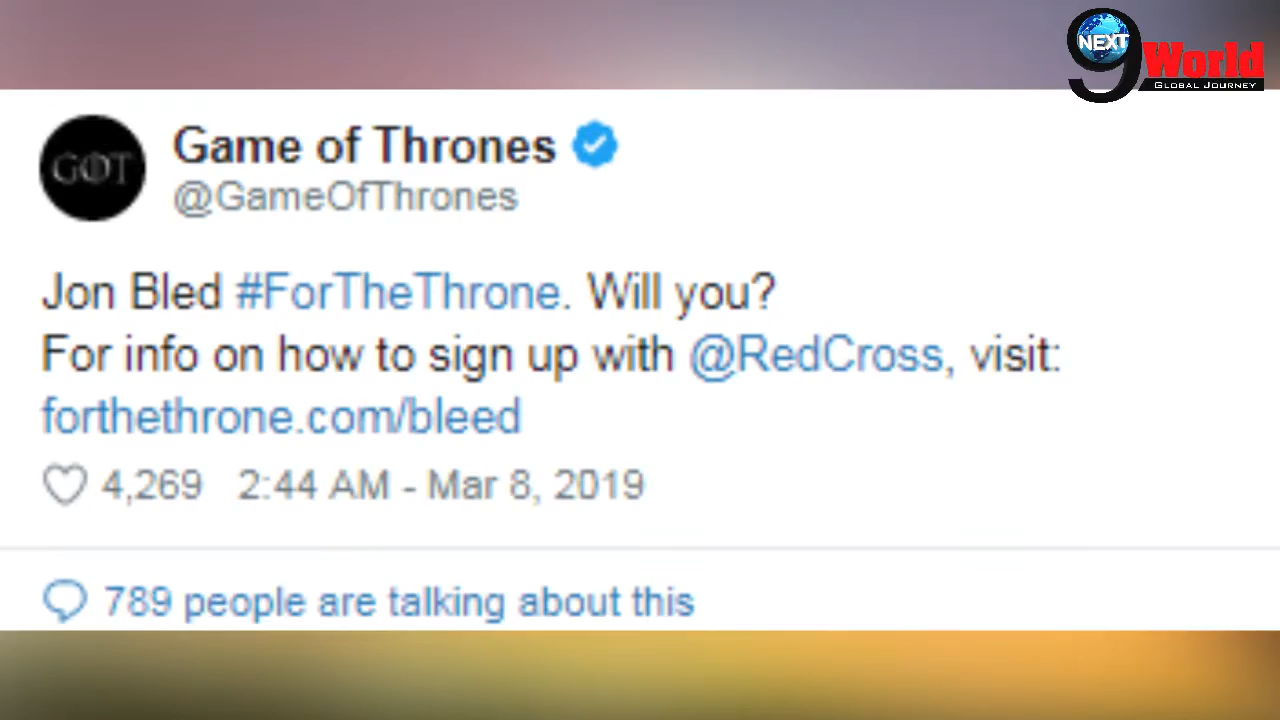 NEXT
9 World
GLOBAL JOURNEY
GOT
Game of Thrones
@GameOfThrones
Jon Bled #ForTheThrone. Will you?
For info on how to sign up with @RedCross, visit:
forthethrone.com/bleed
4,269 2:44 AM - Mar 8, 2019
789 people are talking about this